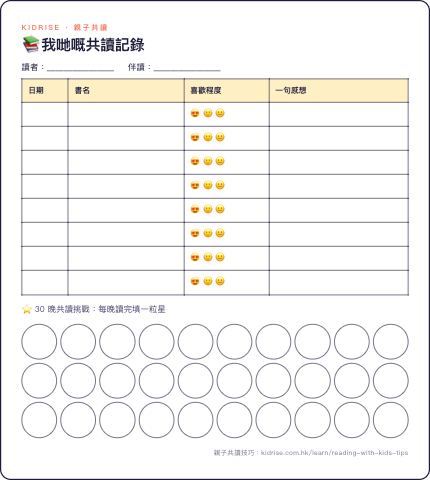 KIDRISE · 親子共讀
📚我哋嘅共讀記錄
讀者：______________ 伴讀：______________
日期 書名 喜歡程度 一句感想
😍 🙂 😐
😍 🙂 😐
😍 🙂 😐
😍 🙂 😐
😍 🙂 😐
😍 🙂 😐
😍 🙂 😐
😍 🙂 😐
⭐ 30 晚共讀挑戰：每晚讀完填一粒星
親子共讀技巧：kidrise.com.hk/learn/reading-with-kids-tips